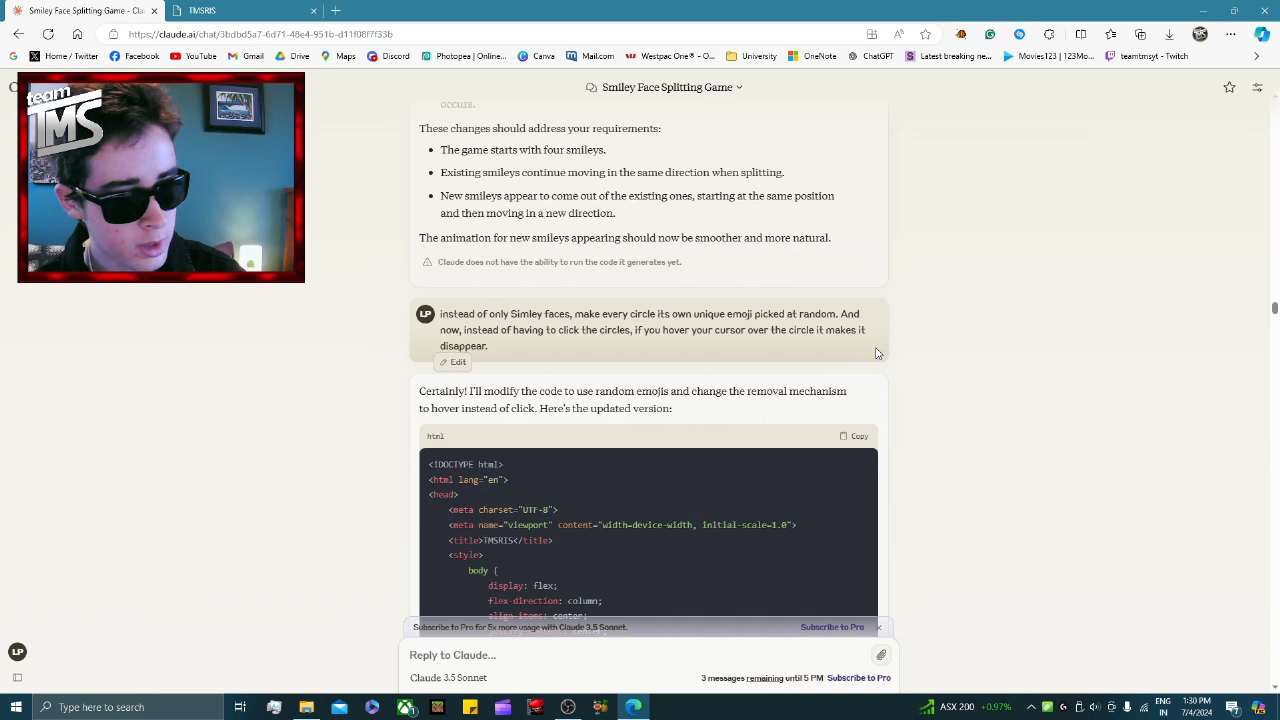 Smiley Face Splitting Game - Cla
TMSRIS
https://claude.ai/chat/3bdbd5a7-6d71-48e4-951b-d11f08f7f33b
Home / Twitter
YouTube
Gmail
Drive
Prime
Discord
Photopea | Online P...
Canva
Mail.com
Westpac One® - O...
University
OneNote
ChatGPT
Latest breaking ne...
Movies123 | 123Mo...
teamtmsyt - Twitch
team
TMS
Smiley Face Splitting Game
occurs.
These changes should address your requirements:
• The game starts with four smileys.
• Existing smileys continue moving in the same direction when splitting.
• New smileys appear to come out of the existing ones, starting at the same position
and then moving in a new direction.
The animation for new smileys appearing should now be smoother and more natural.
Claude does not have the ability to run the code it generates yet.
LP
instead of only Simley faces, make every circle its own unique emoji picked at random. And
now, instead of having to click the circles, if you hover your cursor over the circle it makes it
disappear.
Edit
Certainly! I'll modify the code to use random emojis and change the removal mechanism
to hover instead of click. Here's the updated version:
html
Copy
<!DOCTYPE html>
<html lang="en">
<head>
<meta charset="UTF-8">
<meta name="viewport" content="width=device-width, initial-scale=1.0">
<title>TMSRIS</title>
<style>
body {
display: flex;
flex-direction: column;
align-items: center;
Subscribe to Pro for 5x more usage with Claude 3.5 Sonnet.
Subscribe to Pro
LP
Reply to Claude...
Claude 3.5 Sonnet
3 messages remaining until 5 PM Subscribe to Pro
Type here to search
ASX 200 +0.97%
ENG
IN
1:30 PM
7/4/2024